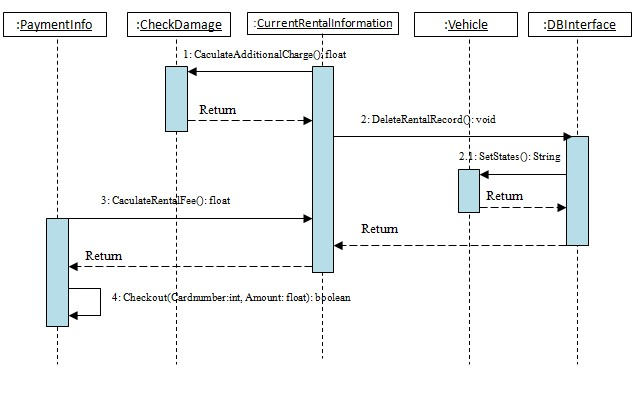 :PaymentInfo
:CheckDamage
:CurrentRentalInformation
:Vehicle
:DBInterface
1: CaculateAdditionalCharge(): float
Return
2: DeleteRentalRecord(): void
2.1: SetStates(): String
Return
3: CaculateRentalFee(): float
Return
Return
4: Checkout(Cardnumber:int, Amount: float): boolean